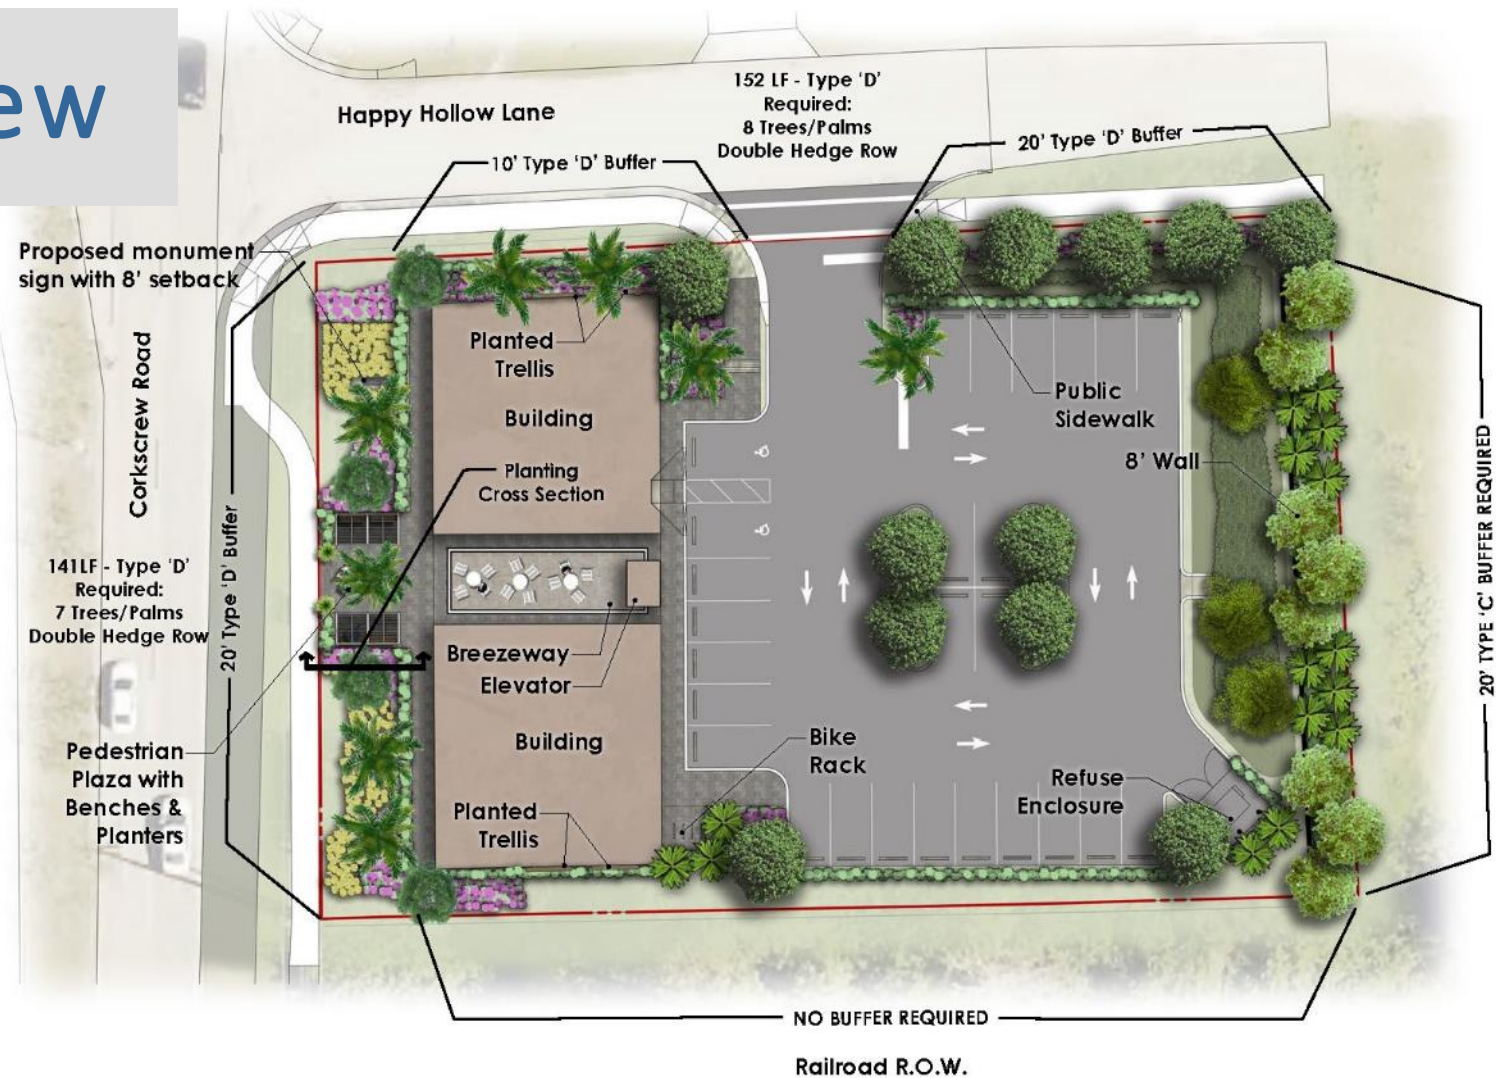 ew
Happy Hollow Lane
152 LF - Type 'D'
Required:
8 Trees/Palms
Double Hedge Row
10' Type 'D' Buffer
20' Type 'D' Buffer
Proposed monument
sign with 8' setback
Planted
Trellis
Building
Public
Sidewalk
8' Wall
Corkscrew Road
Planting
Cross Section
20' Type 'D' Buffer
20' TYPE 'C' BUFFER REQUIRED
141LF - Type 'D'
Required:
7 Trees/Palms
Double Hedge Row
Breezeway
Elevator
Building
Bike
Rack
Pedestrian
Plaza with
Benches &
Planters
Refuse
Enclosure
Planted
Trellis
NO BUFFER REQUIRED
Railroad R.O.W.